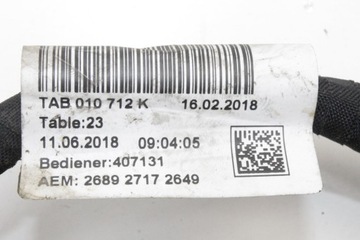 TAB 010 712 K 16.02.2018
Table:23
11.06.2018 09:04:05
Bediener:407131
AEM: 2689 2717 2649